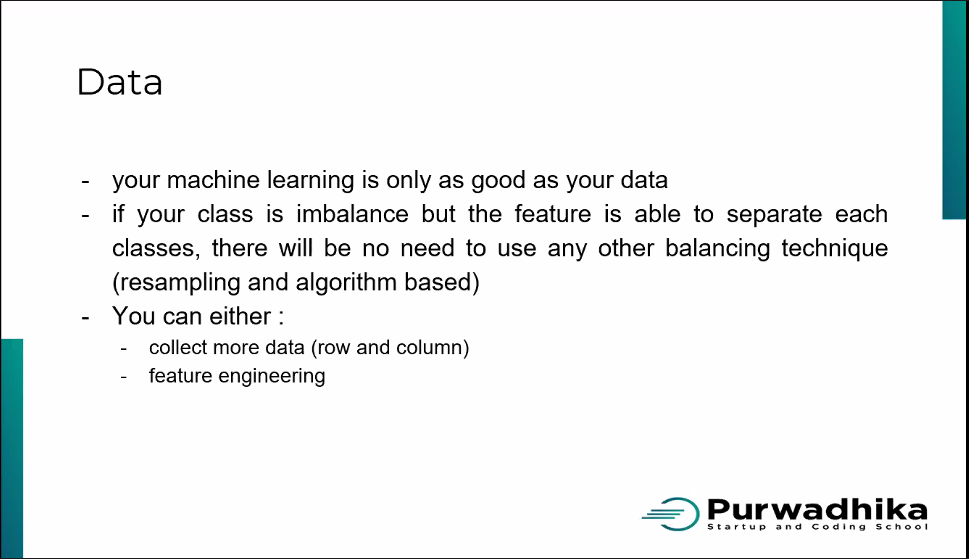 Data
- your machine learning is only as good as your data
- if your class is imbalance but the feature is able to separate each
classes, there will be no need to use any other balancing technique
(resampling and algorithm based)
- You can either :
- collect more data (row and column)
- feature engineering
Purwadhika
Startup and Coding School